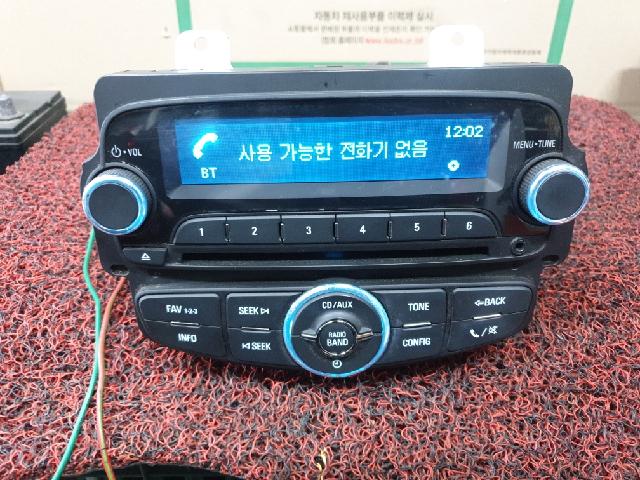 자동차 재사용부품 이력제 실시
12:02
사용 가능한 전화기 없음
BT
VOL
MENU • TUNE
1 2 3 4 5 6
FAV 1-2-3
SEEK
CD/AUX
TONE
BACK
INFO
SEEK
RADIO
BAND
CONFIG